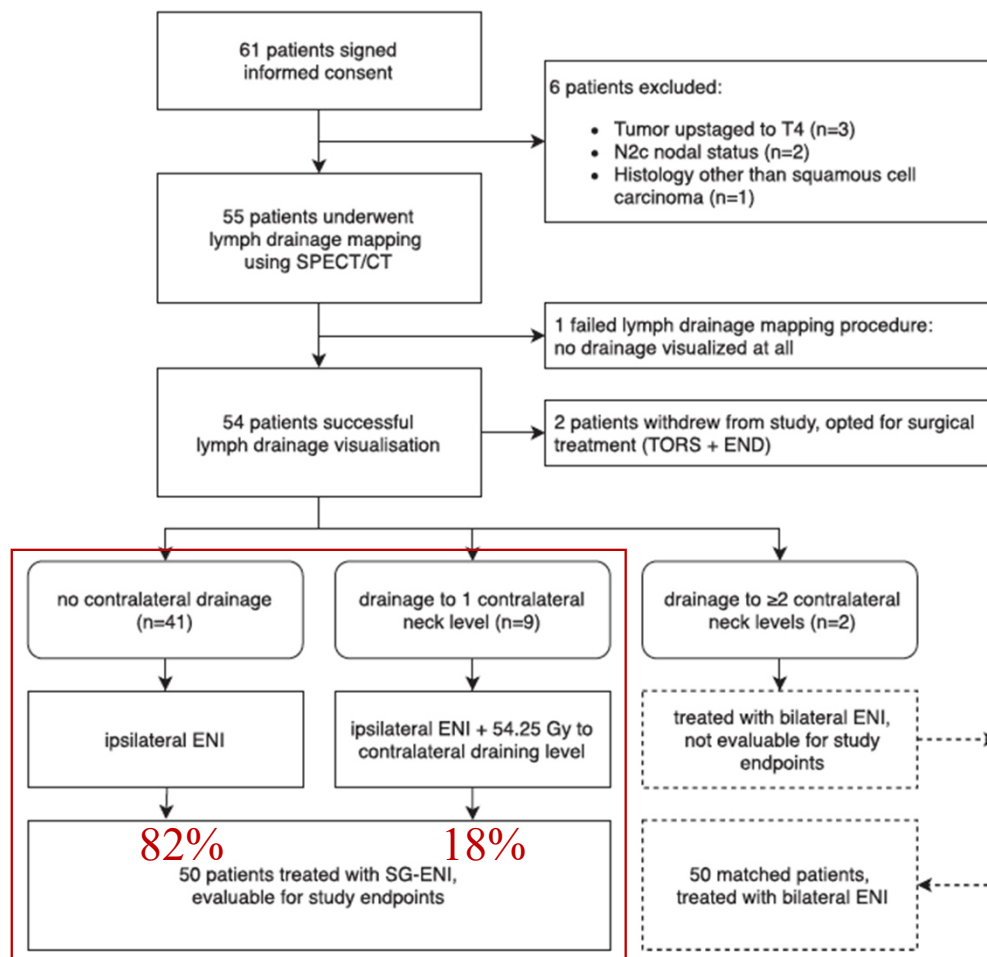 61 patients signed
informed consent
6 patients excluded:
• Tumor upstaged to T4 (n=3)
• N2c nodal status (n=2)
• Histology other than squamous cell
carcinoma (n=1)
55 patients underwent
lymph drainage mapping
using SPECT/CT
1 failed lymph drainage mapping procedure:
no drainage visualized at all
54 patients successful
lymph drainage visualisation
2 patients withdrew from study, opted for surgical
treatment (TORS + END)
no contralateral drainage
(n=41)
drainage to 1 contralateral
neck level (n=9)
drainage to ≥2 contralateral
neck levels (n=2)
ipsilateral ENI
ipsilateral ENI + 54.25 Gy to
contralateral draining level
treated with bilateral ENI,
not evaluable for study
endpoints
82%
18%
50 patients treated with SG-ENI,
evaluable for study endpoints
50 matched patients,
treated with bilateral ENI